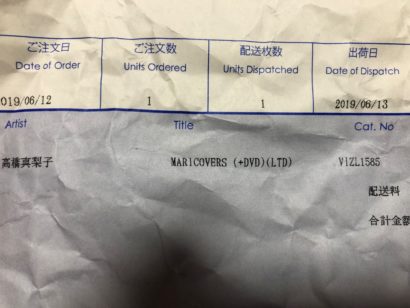 ご注文日 ご注文数 配送枚数 出荷日
Date of Order Units Ordered Units Dispatched Date of Dispatch
019/06/12 1 1 2019/06/13
Artist Title Cat. No
高橋真梨子 MARICOVERS (+DVD)(LTD) VIZL1585
配送料
合計金額